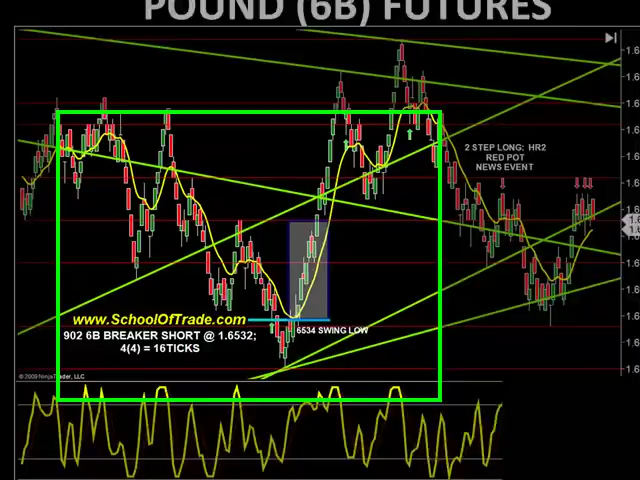 POUND (6B) FUTURES
2 STEP LONG; HR2
RED POT
NEWS EVENT
www.SchoolOfTrade.com
6534 SWING LOW
902 6B BREAKER SHORT @ 1.6532;
4(4) = 16TICKS
© 2009 NinjaTrader, LLC